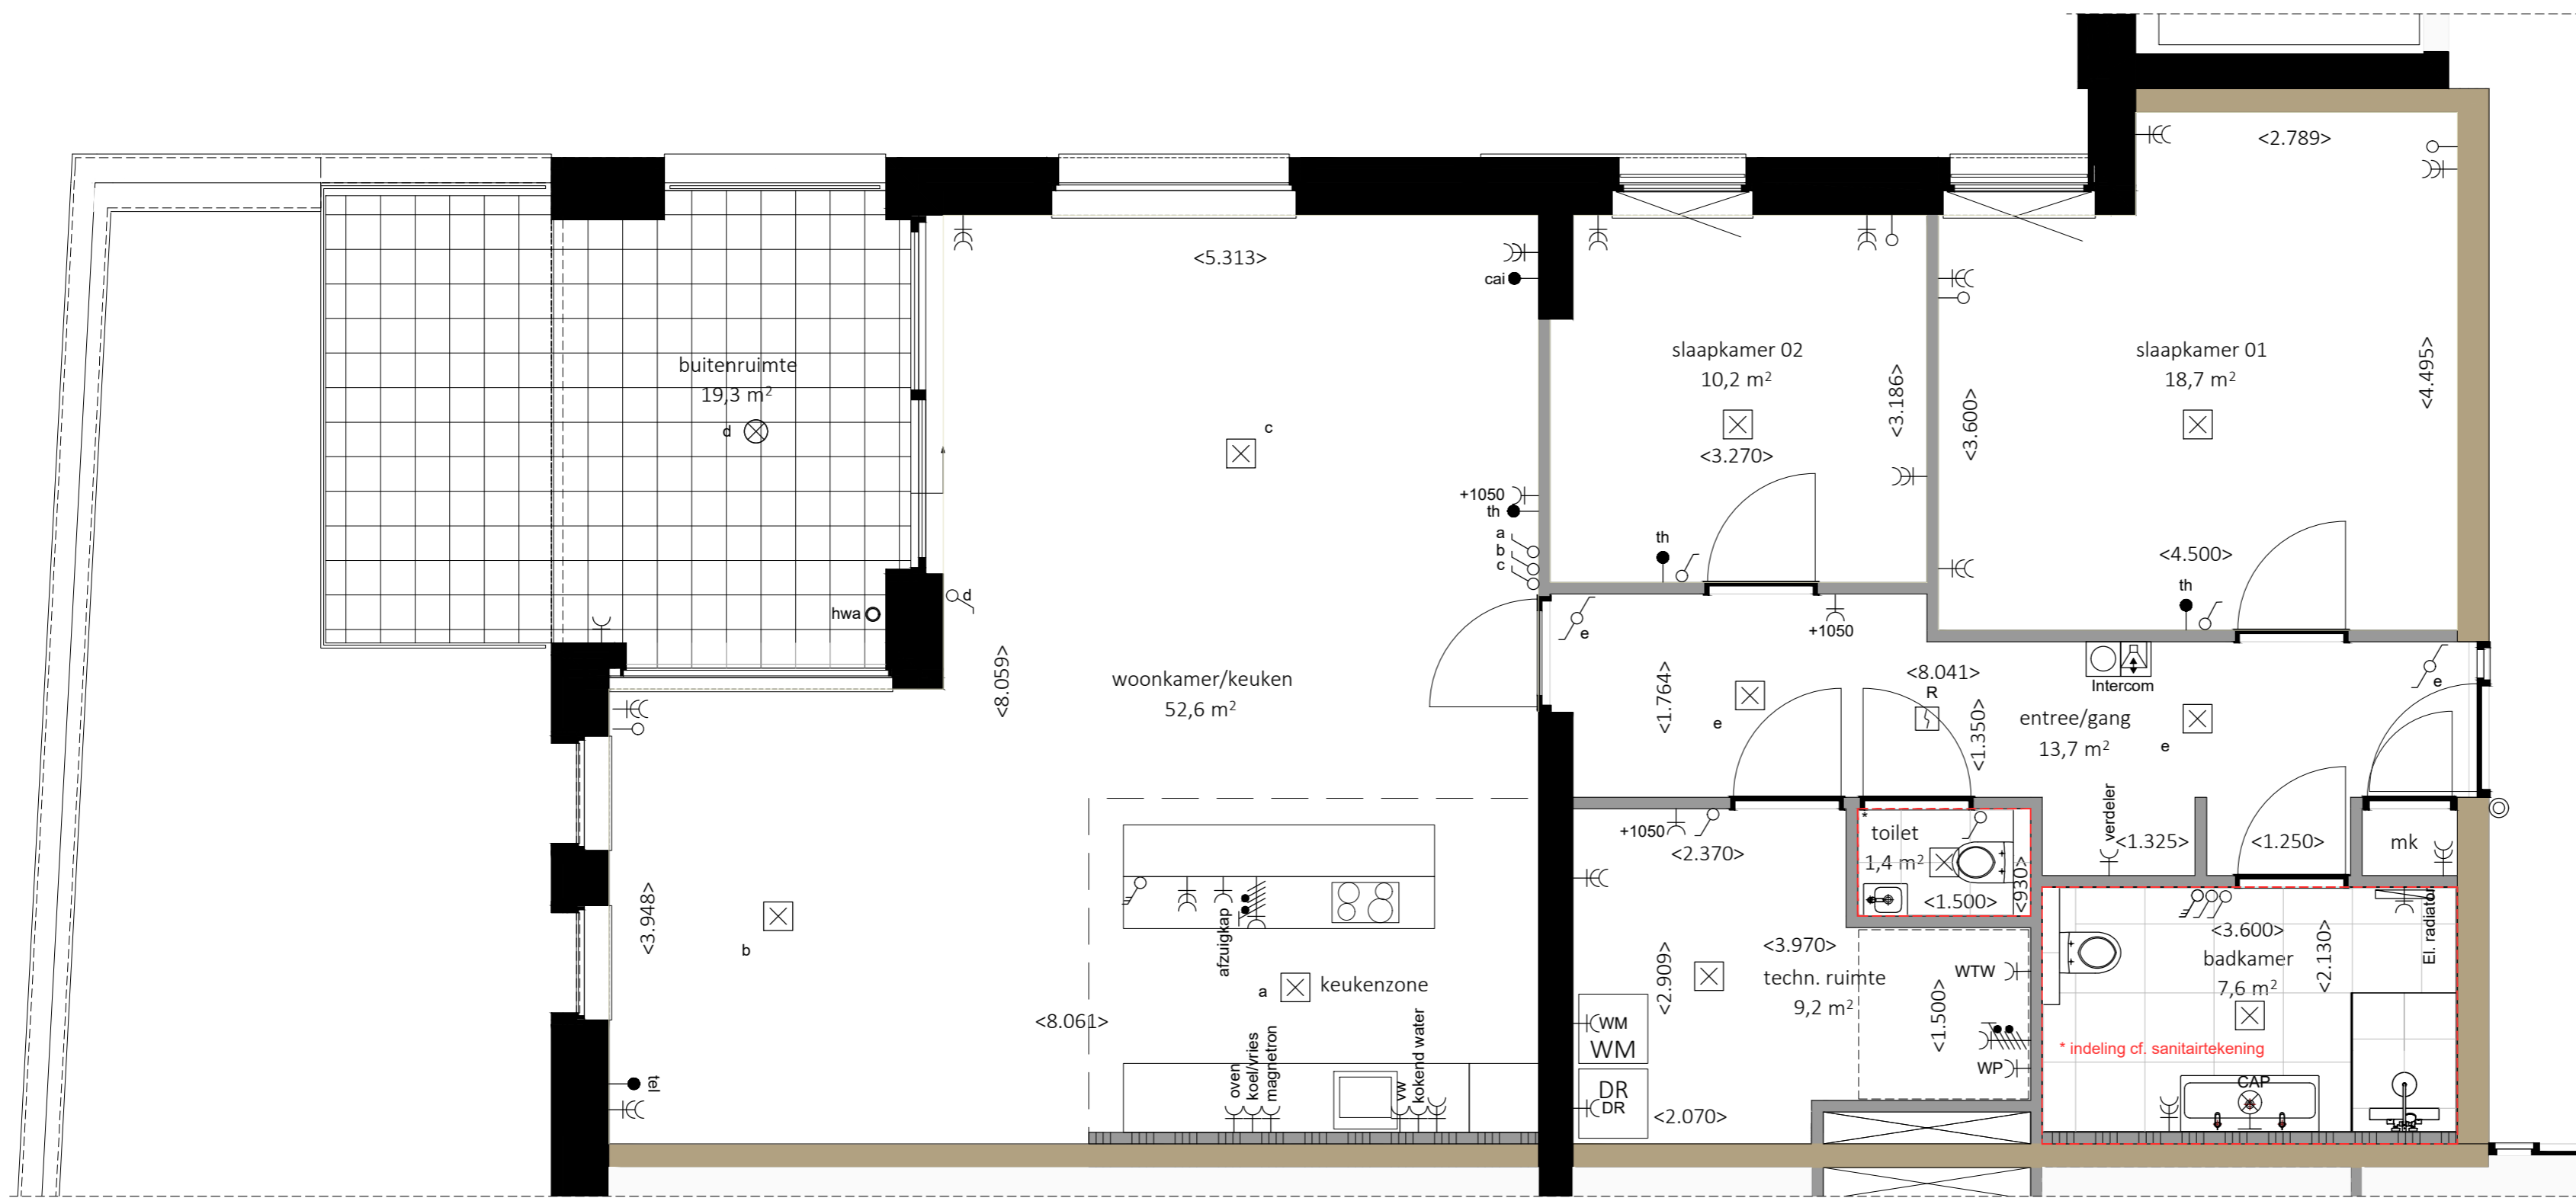 <2.789>
<5.313>
cai
buitenruimte
19,3 m²
d
c
slaapkamer 02
10,2 m²
<3.186>
<3.270>
slaapkamer 01
18,7 m²
<3.600>
<4.495>
+1050
th
a
b
c
th
<4.500>
th
hwa
d
e
+1050
<8.059>
woonkamer/keuken
52,6 m²
<1.764>
e
<8.041>
R
<1.350>
Intercom
entree/gang
13,7 m²
e
e
verdeler
<1.325>
<1.250>
mk
+1050
<2.370>
*
toilet
1,4 m²
<1.500>
<930>
<3.948>
b
afzuigkap
a
keukenzone
<8.061>
oven
koel/vries
magnetron
vw
kokend water
tel
<2.909>
<3.970>
techn. ruimte
9,2 m²
WTW
<1.500>
WP
WM
WM
DR
DR
<2.070>
<3.600>
badkamer
7,6 m²
<2.130>
El. radiator
* indeling cf. sanitairtekening
CAP